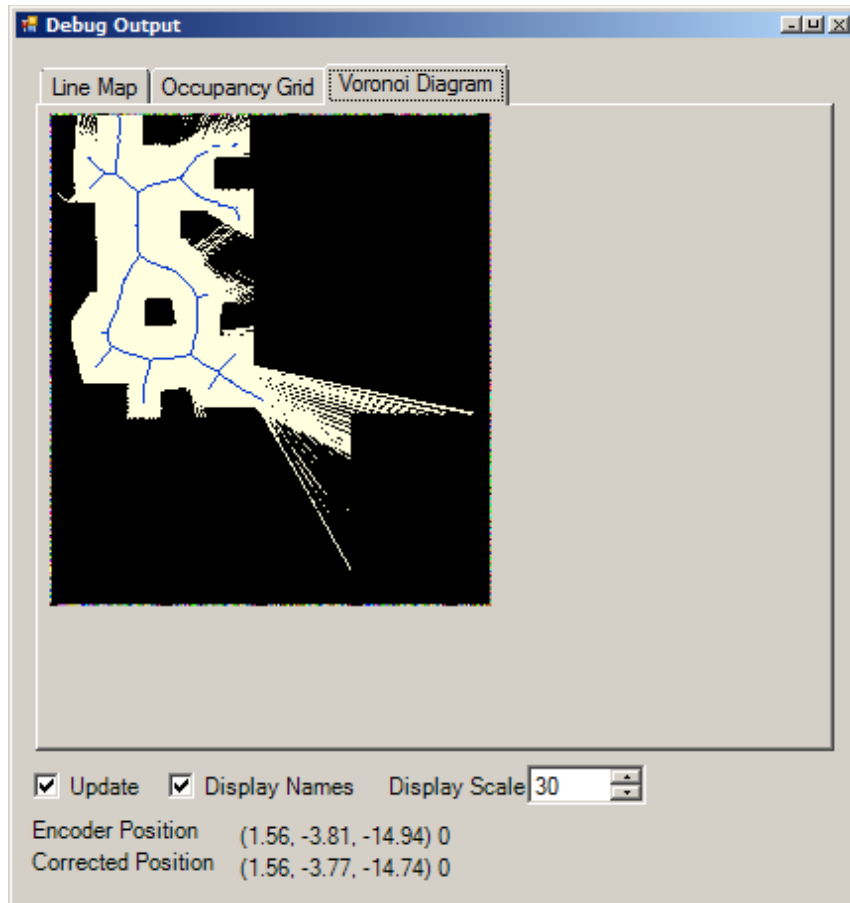 Debug Output
Line Map Occupancy Grid Voronoi Diagram
Update Display Names Display Scale 30
Encoder Position (1.56, -3.81, -14.94) 0
Corrected Position (1.56, -3.77, -14.74) 0